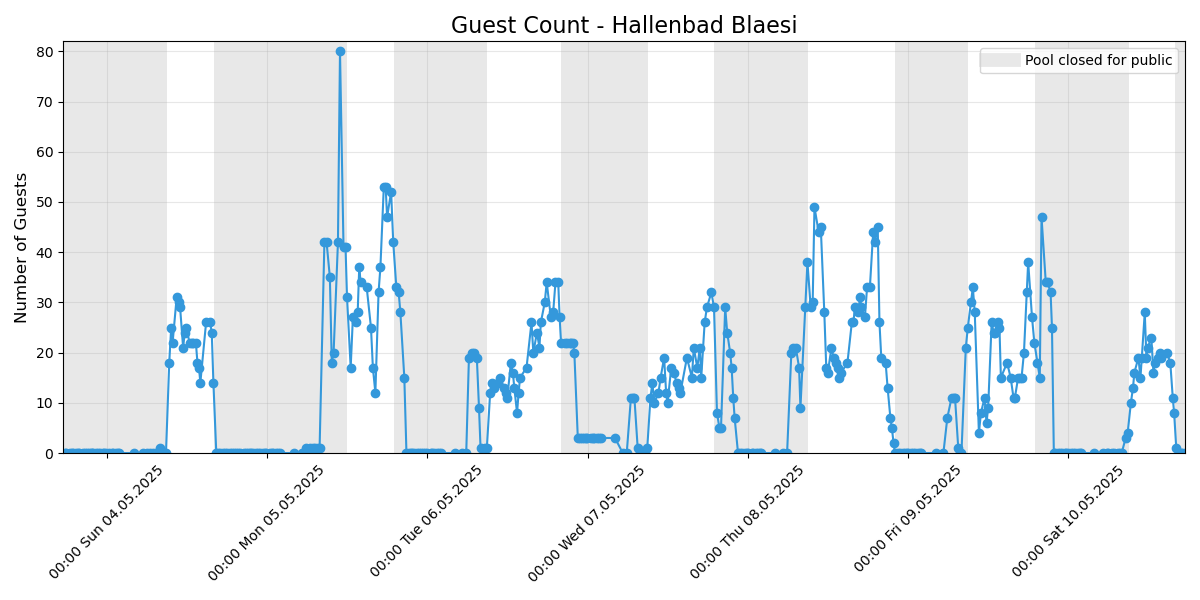 Guest Count - Hallenbad Blaesi
Pool closed for public
Number of Guests
80
70
60
50
40
30
20
10
0
00:00 Sun 04.05.2025
00:00 Mon 05.05.2025
00:00 Tue 06.05.2025
00:00 Wed 07.05.2025
00:00 Thu 08.05.2025
00:00 Fri 09.05.2025
00:00 Sat 10.05.2025